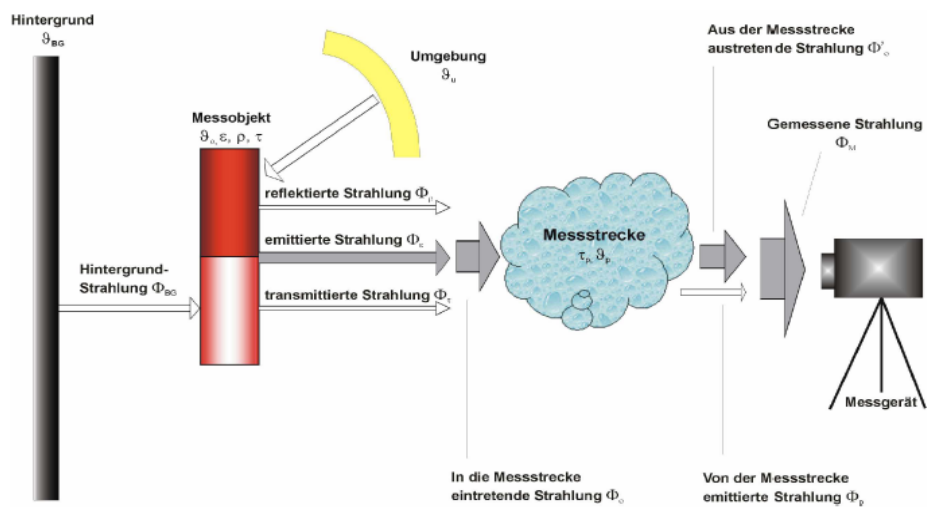 Hintergrund
ϑBG
Umgebung
ϑu
Aus der Messstrecke
austretende Strahlung Φ'o
Messobjekt
ϑo, ε, ρ, τ
Gemessene Strahlung
ΦM
reflektierte Strahlung Φρ
emittierte Strahlung Φε
Messstrecke
τp, ϑp
Hintergrund-
Strahlung ΦBG
transmittierte Strahlung Φτ
Messgerät
In die Messstrecke
eintretende Strahlung Φo
Von der Messstrecke
emittierte Strahlung Φp